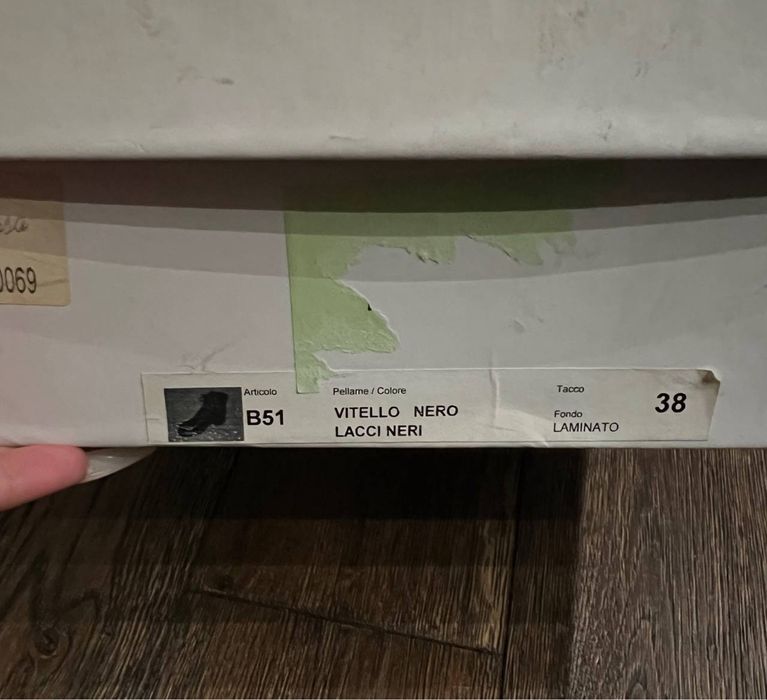 0069
Articolo
B51
Pellame / Colore
VITELLO NERO
LACCI NERI
Tacco
Fondo
LAMINATO
38